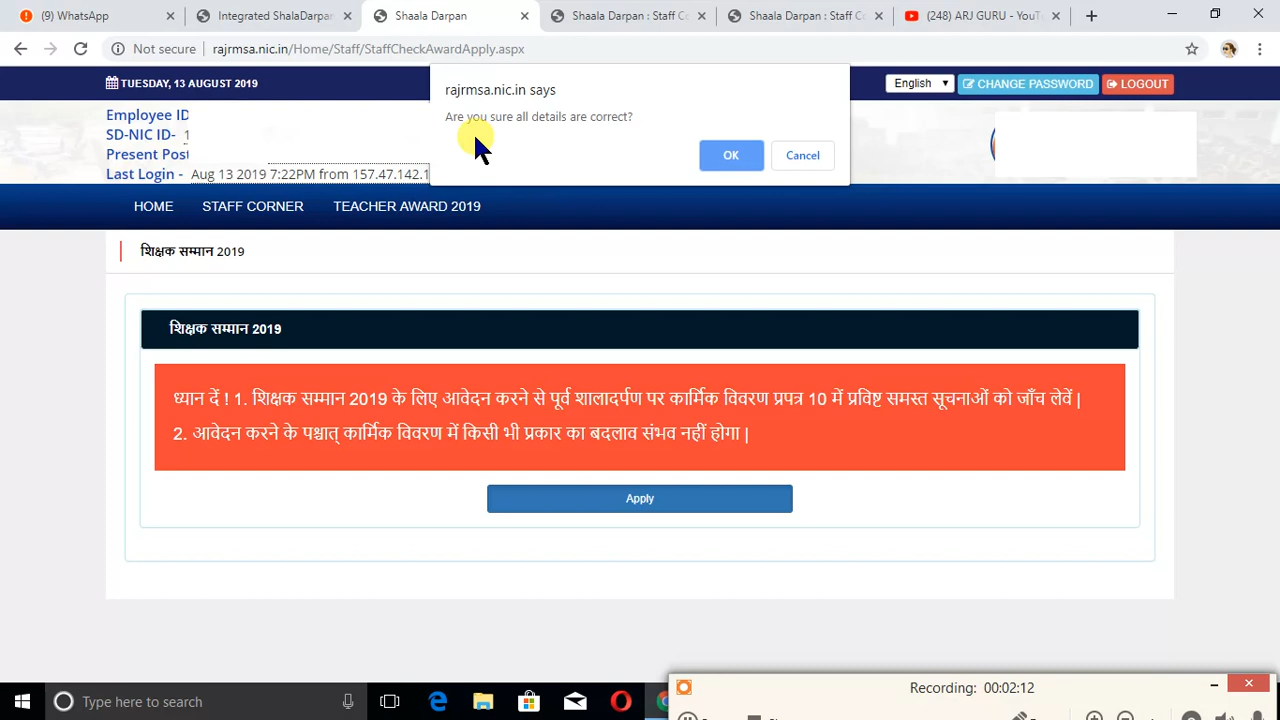 (9) WhatsApp
Integrated ShalaDarpan
Shaala Darpan
Shaala Darpan : Staff Co
Shaala Darpan : Staff Co
(248) ARJ GURU - YouTu
Not secure
rajrmsa.nic.in/Home/Staff/StaffCheckAwardApply.aspx
TUESDAY, 13 AUGUST 2019
English
CHANGE PASSWORD
LOGOUT
rajrmsa.nic.in says
Are you sure all details are correct?
OK
Cancel
Employee ID
SD-NIC ID- 1
Present Post
Last Login - Aug 13 2019 7:22PM from 157.47.142.1
HOME
STAFF CORNER
TEACHER AWARD 2019
शिक्षक सम्मान 2019
शिक्षक सम्मान 2019
ध्यान दें ! 1. शिक्षक सम्मान 2019 के लिए आवेदन करने से पूर्व शालादर्पण पर कार्मिक विवरण प्रपत्र 10 में प्रविष्ट समस्त सूचनाओं को जाँच लेवें |
2. आवेदन करने के पश्चात् कार्मिक विवरण में किसी भी प्रकार का बदलाव संभव नहीं होगा |
Apply
Type here to search
Recording: 00:02:12